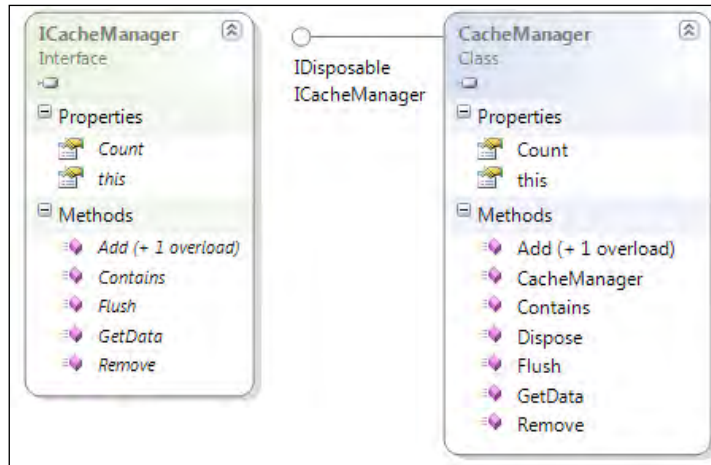 ICacheManager
Interface
Properties
Count
this
Methods
Add (+ 1 overload)
Contains
Flush
GetData
Remove
IDisposable
ICacheManager
CacheManager
Class
Properties
Count
this
Methods
Add (+ 1 overload)
CacheManager
Contains
Dispose
Flush
GetData
Remove